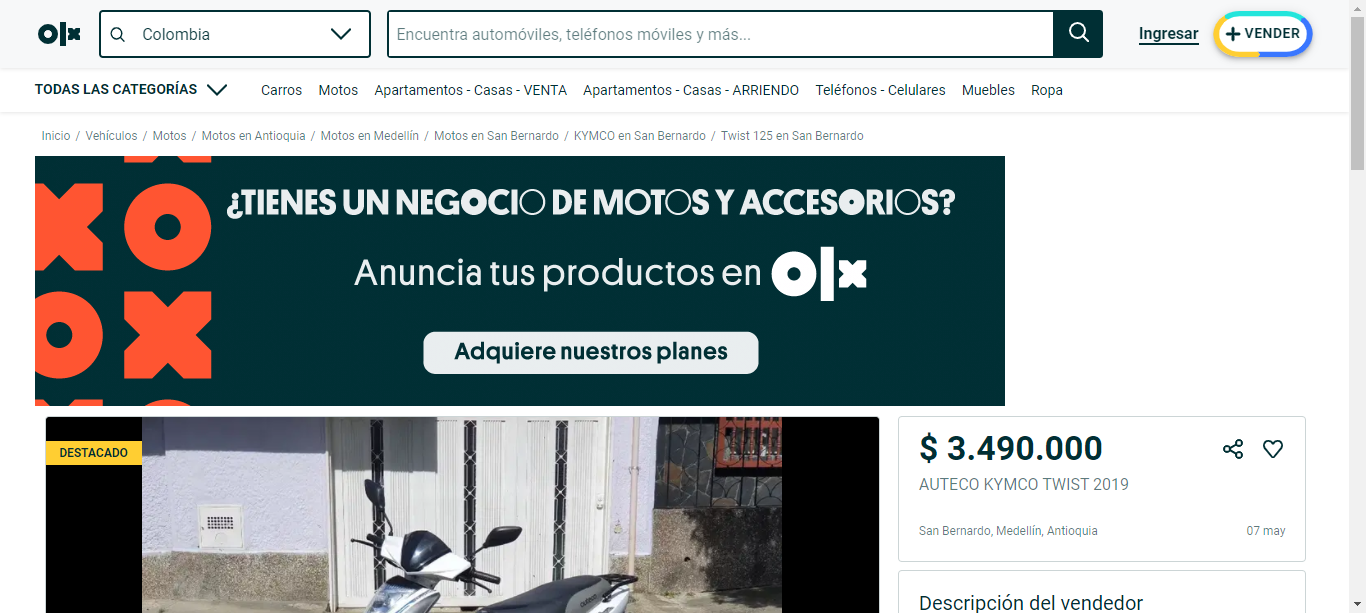 olx
Colombia
Encuentra automóviles, teléfonos móviles y más...
Ingresar
VENDER
TODAS LAS CATEGORÍAS
Carros
Motos
Apartamentos - Casas - VENTA
Apartamentos - Casas - ARRIENDO
Teléfonos - Celulares
Muebles
Ropa
Inicio / Vehículos / Motos / Motos en Antioquia / Motos en Medellín / Motos en San Bernardo / KYMCO en San Bernardo / Twist 125 en San Bernardo
¿TIENES UN NEGOCIO DE MOTOS Y ACCESORIOS?
Anuncia tus productos en olx
Adquiere nuestros planes
DESTACADO
$ 3.490.000
AUTECO KYMCO TWIST 2019
San Bernardo, Medellín, Antioquia
07 may
Descripción del vendedor